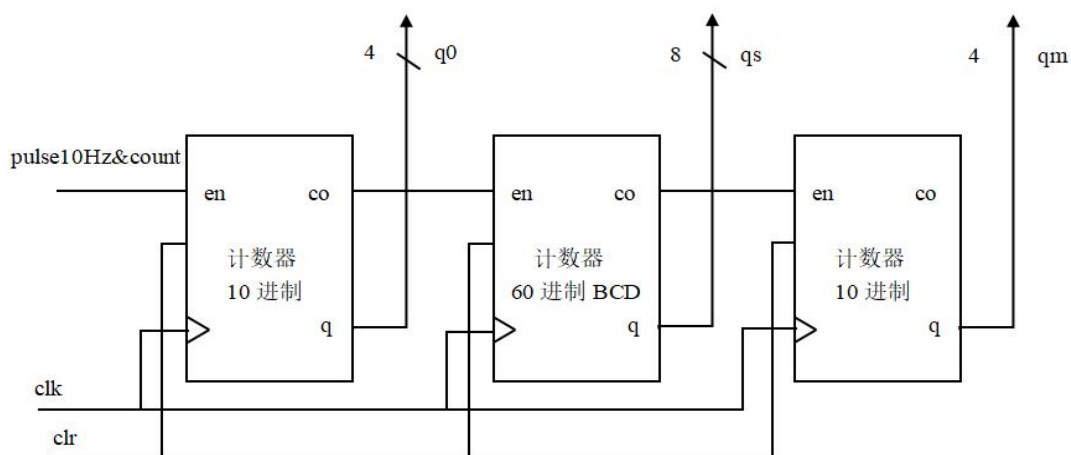 4 q0 8 qs 4 qm
pulse10Hz&count
en co en co en
计数器 计数器 计数器
10 进制 60 进制 BCD 10 进制
q q q
clk
clr